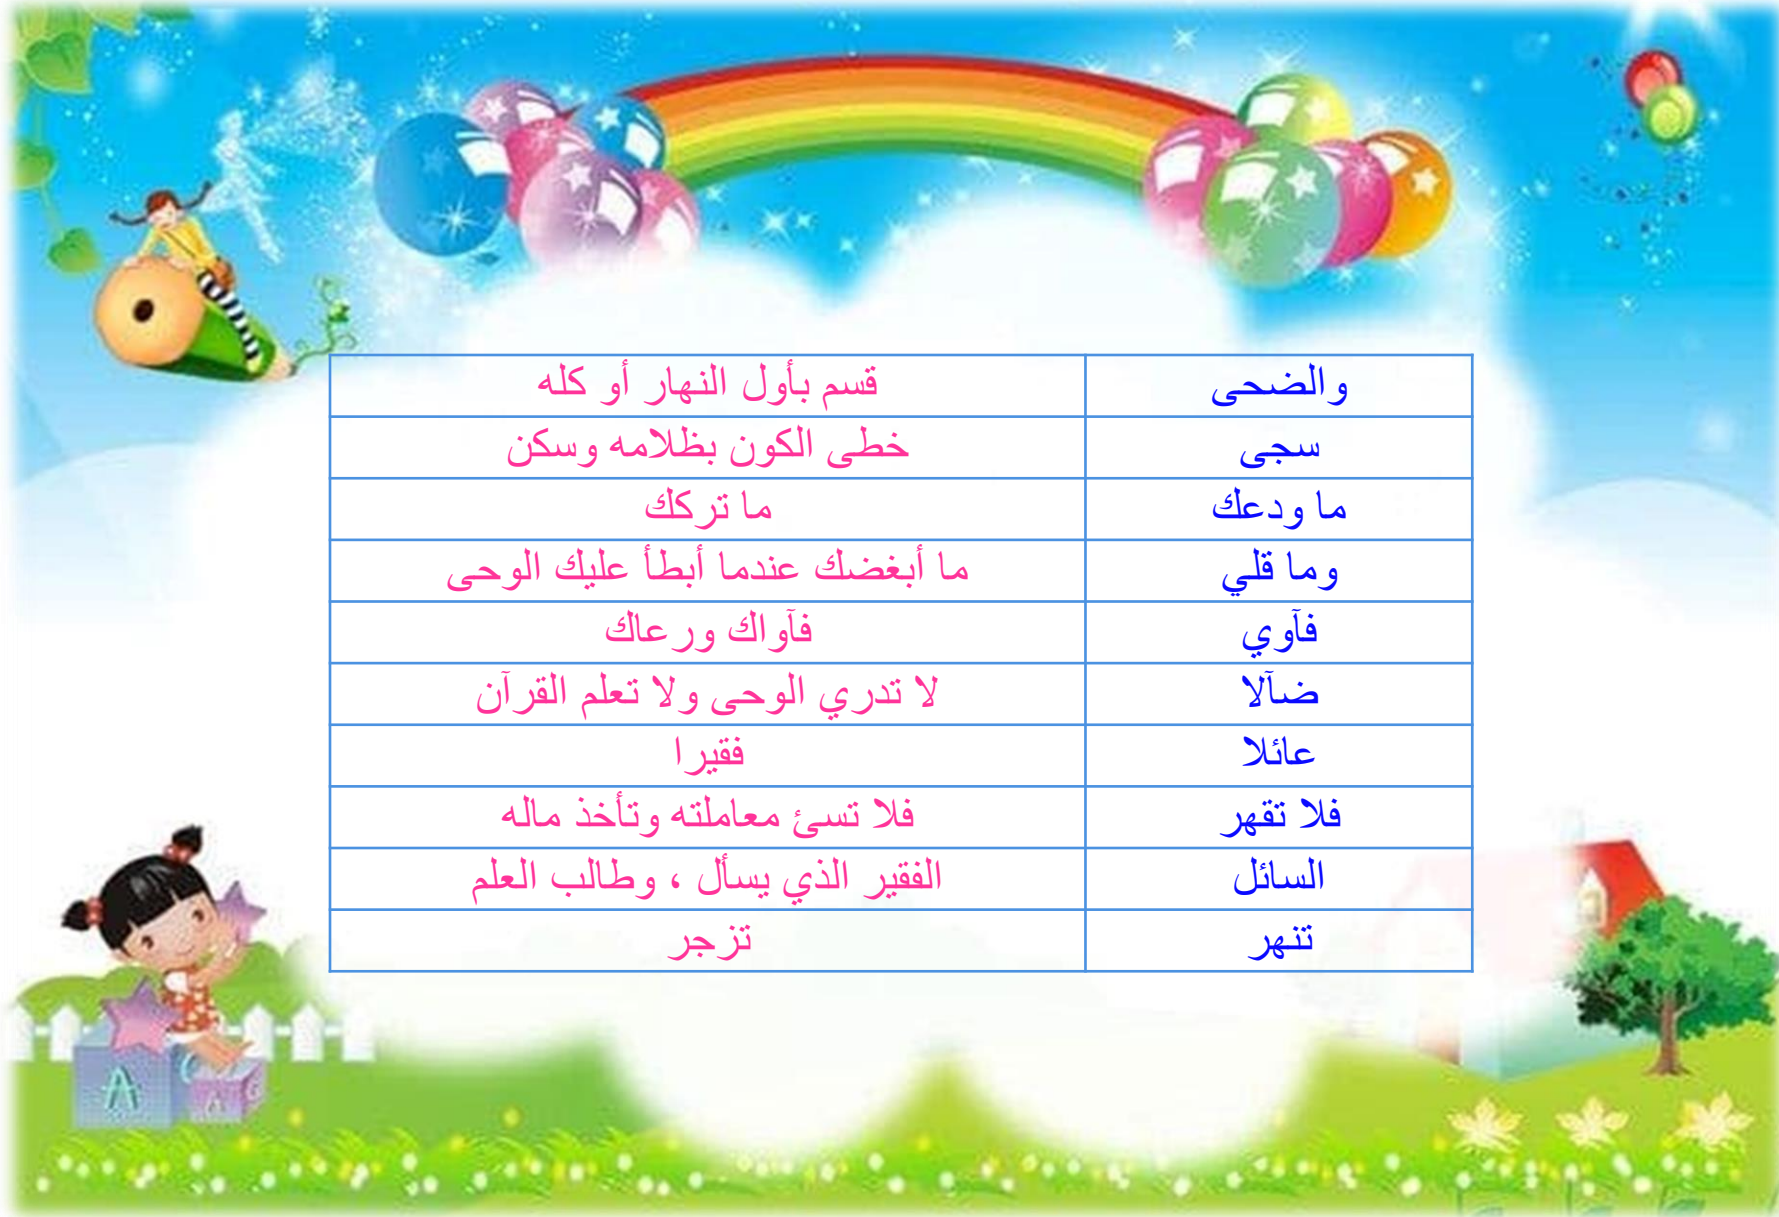 والضحى قسم بأول النهار أو كله
سجى خطى الكون بظلامه وسكن
ما ودعك ما تركك
وما قلي ما أبغضك عندما أبطأ عليك الوحى
فآوي فآواك ورعاك
ضآلا لا تدري الوحى ولا تعلم القرآن
عائلا فقيرا
فلا تقهر فلا تسئ معاملته وتأخذ ماله
السائل الفقير الذي يسأل ، وطالب العلم
تنهر تزجر
A
A